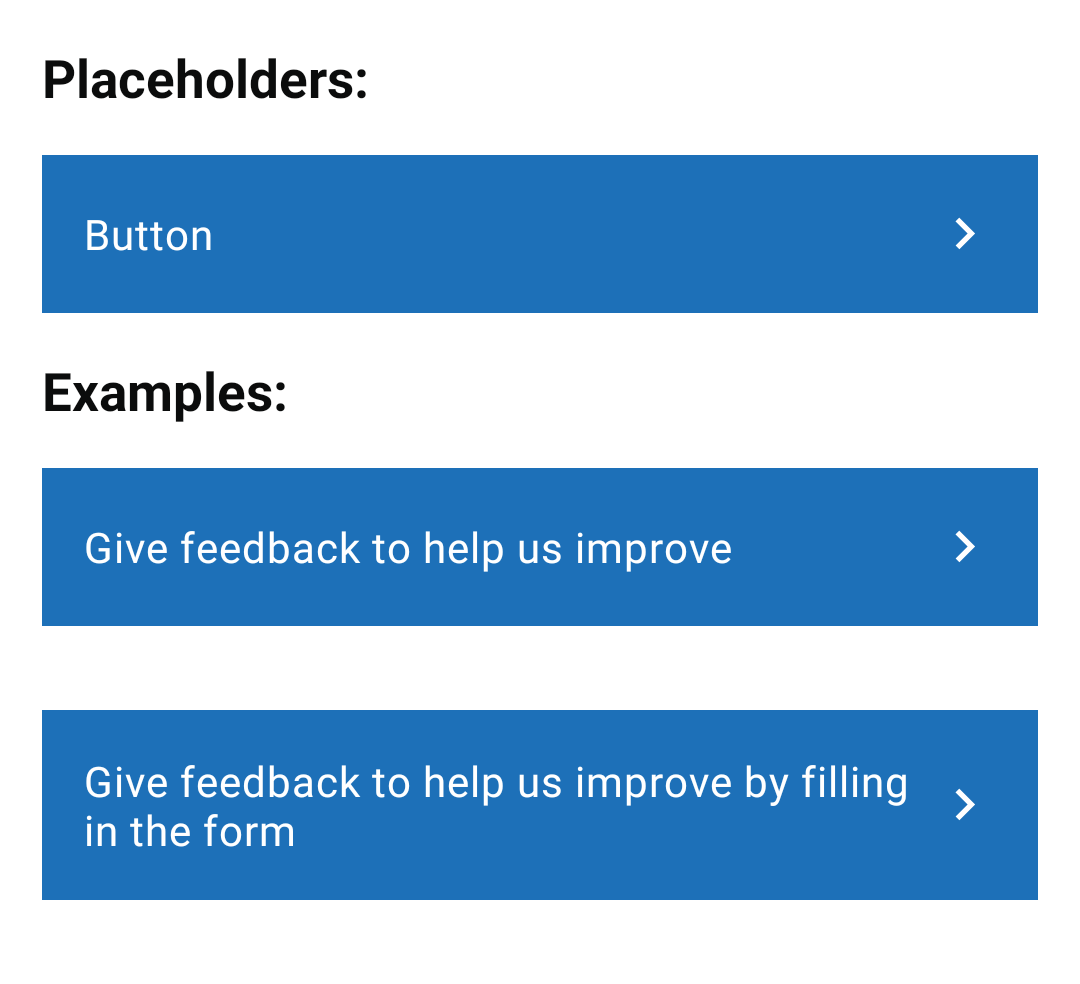 Placeholders:
Button
Examples:
Give feedback to help us improve
Give feedback to help us improve by filling
in the form